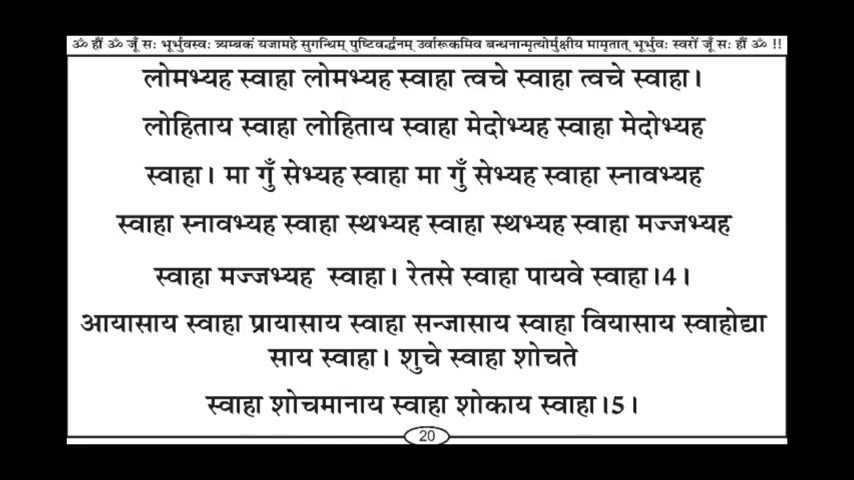 ॐ हौं ॐ जूँ सः भूर्भुवस्वः त्र्यम्बकं यजामहे सुगन्धिम् पुष्टिवर्द्धनम् उर्वारूकमिव बन्धनान्मृत्योर्मुक्षीय मामृतात् भूर्भुवः स्वरों जूँ सः हौं ॐ !!
लोमभ्यह स्वाहा लोमभ्यह स्वाहा त्वचे स्वाहा त्वचे स्वाहा।
लोहिताय स्वाहा लोहिताय स्वाहा मेदोभ्यह स्वाहा मेदोभ्यह
स्वाहा। मा गुँ सेभ्यह स्वाहा मा गुँ सेभ्यह स्वाहा स्नावभ्यह
स्वाहा स्नावभ्यह स्वाहा स्थभ्यह स्वाहा स्थभ्यह स्वाहा मज्जभ्यह
स्वाहा मज्जभ्यह स्वाहा। रेतसे स्वाहा पायवे स्वाहा।4।
आयासाय स्वाहा प्रायासाय स्वाहा सन्जासाय स्वाहा वियासाय स्वाहोद्या
साय स्वाहा। शुचे स्वाहा शोचते
स्वाहा शोचमानाय स्वाहा शोकाय स्वाहा।5।
20